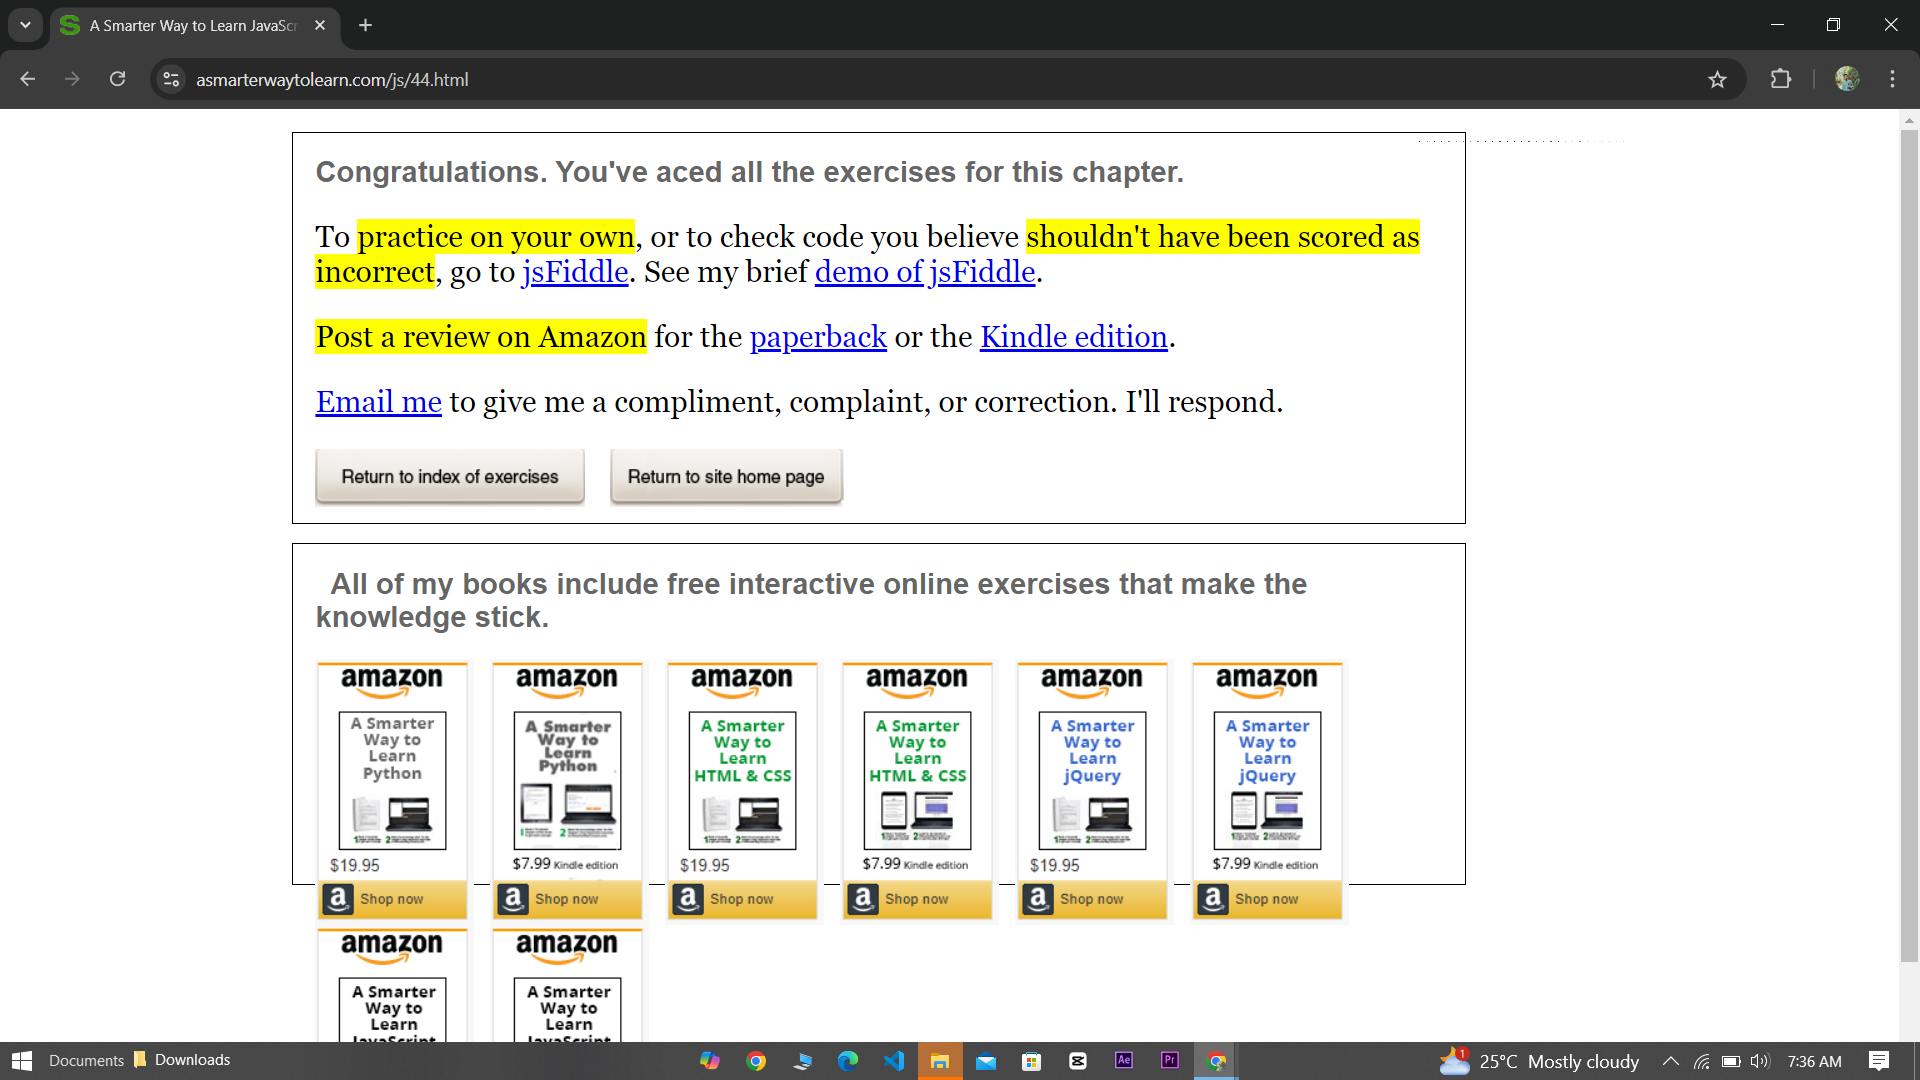 A Smarter Way to Learn JavaScr
asmarterwaytolearn.com/js/44.html
Congratulations. You've aced all the exercises for this chapter.
To practice on your own, or to check code you believe shouldn't have been scored as
incorrect, go to jsFiddle. See my brief demo of jsFiddle.
Post a review on Amazon for the paperback or the Kindle edition.
Email me to give me a compliment, complaint, or correction. I'll respond.
Return to index of exercises Return to site home page
All of my books include free interactive online exercises that make the
knowledge stick.
amazon amazon amazon amazon amazon amazon
A Smarter A Smarter A Smarter A Smarter A Smarter A Smarter
Way to Way to Way to Way to Way to Way to
Learn Learn Learn Learn Learn Learn
Python Python HTML & CSS HTML & CSS jQuery jQuery
$19.95 $7.99 Kindle edition $19.95 $7.99 Kindle edition $19.95 $7.99 Kindle edition
a Shop now a Shop now a Shop now a Shop now a Shop now a Shop now
amazon amazon
A Smarter A Smarter
Way to Way to
Learn Learn
JavaScript JavaScript
Documents Downloads Ae Pr 1 25°C Mostly cloudy 7:36 AM